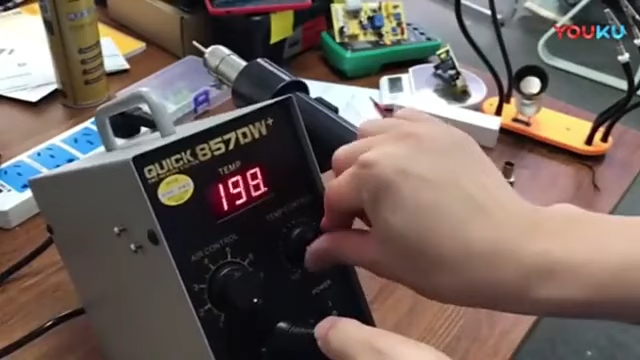 YOUKU
QUICK 857DW+
TEMP
198.
TEMP.CONTROL
AIR CONTROL
POWER